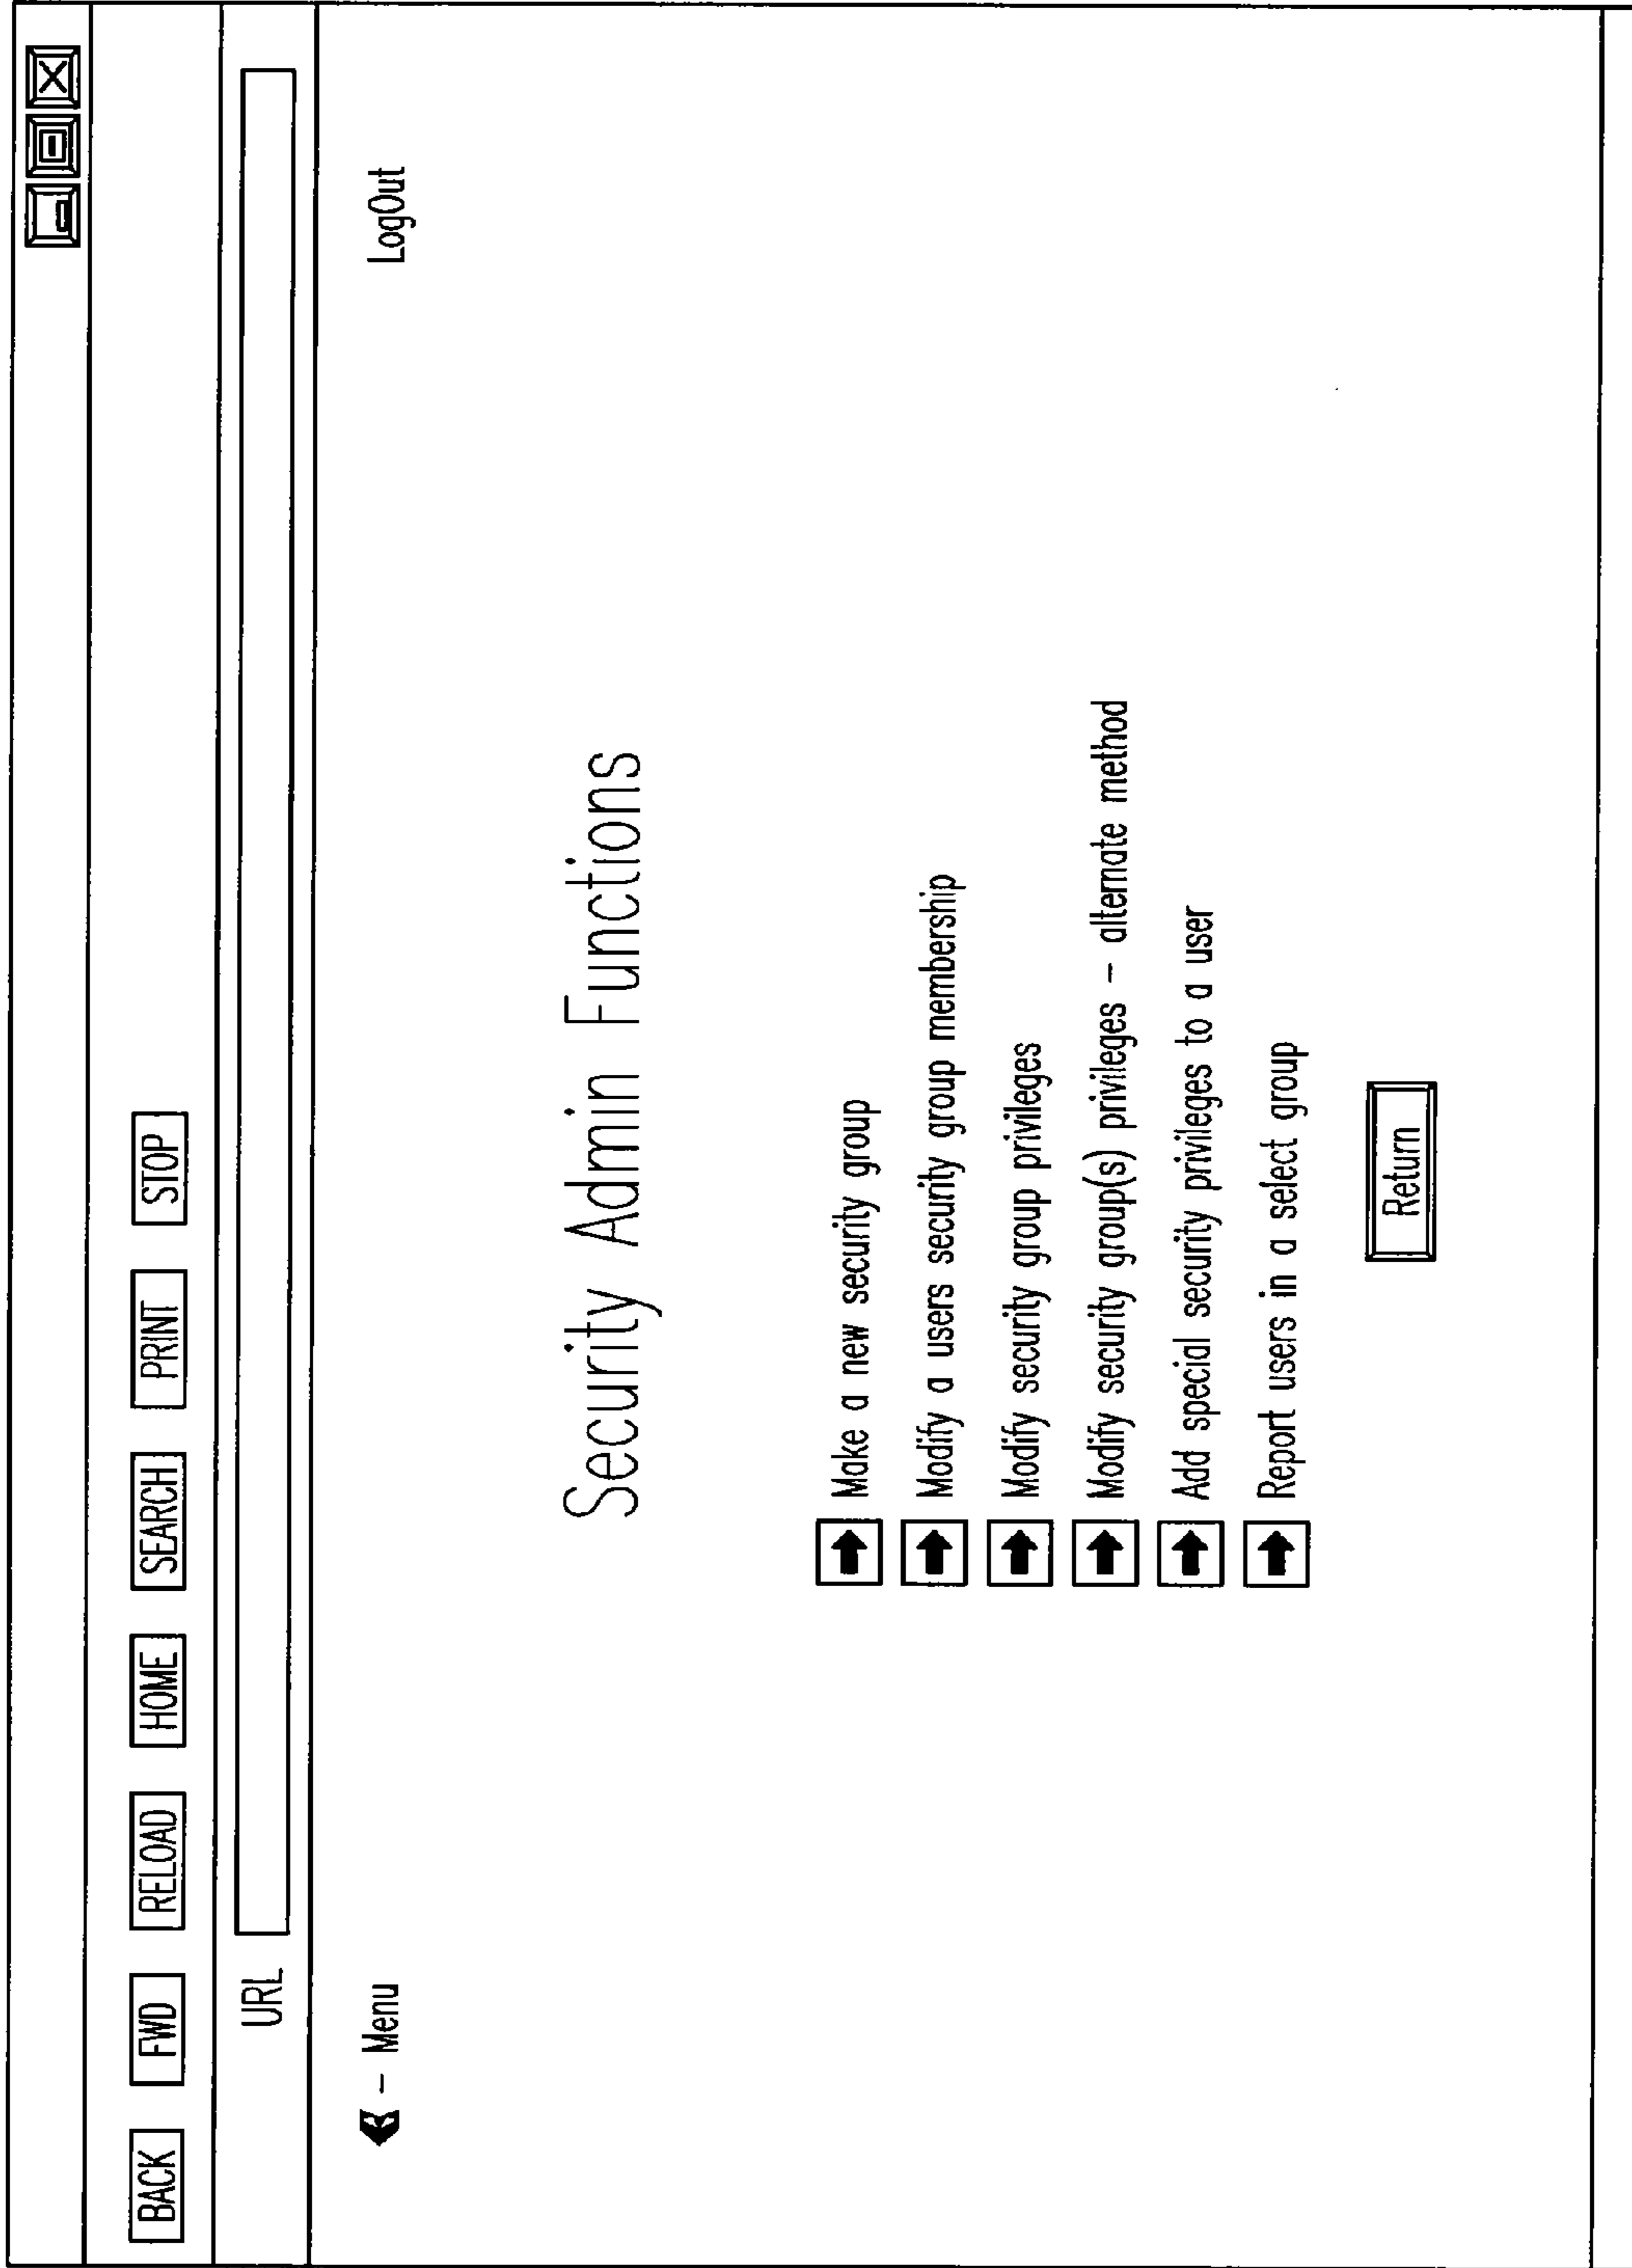 BACK FWD RELOAD HOME SEARCH PRINT STOP
URL
– Menu LogOut
Security Admin Functions
Make a new security group
Modify a users security group membership
Modify security group privileges
Modify security group(s) privileges – alternate method
Add special security privileges to a user
Report users in a select group
Return